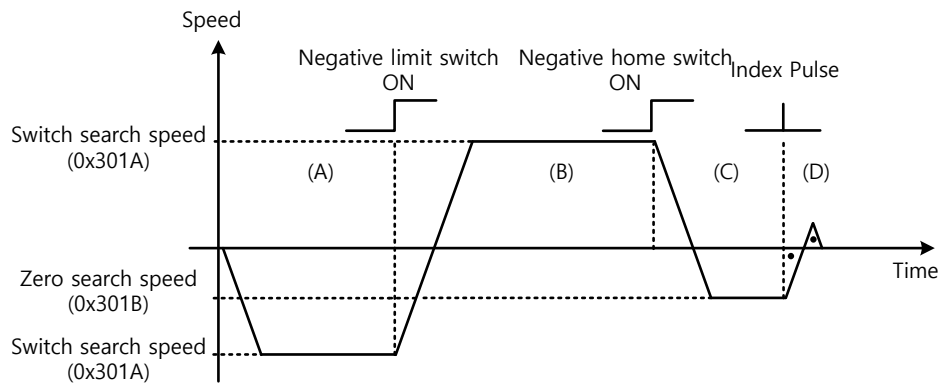 Speed
Negative limit switch
ON
Negative home switch
ON
Index Pulse
Switch search speed
(0x301A)
(A)
(B)
(C)
(D)
Time
Zero search speed
(0x301B)
Switch search speed
(0x301A)